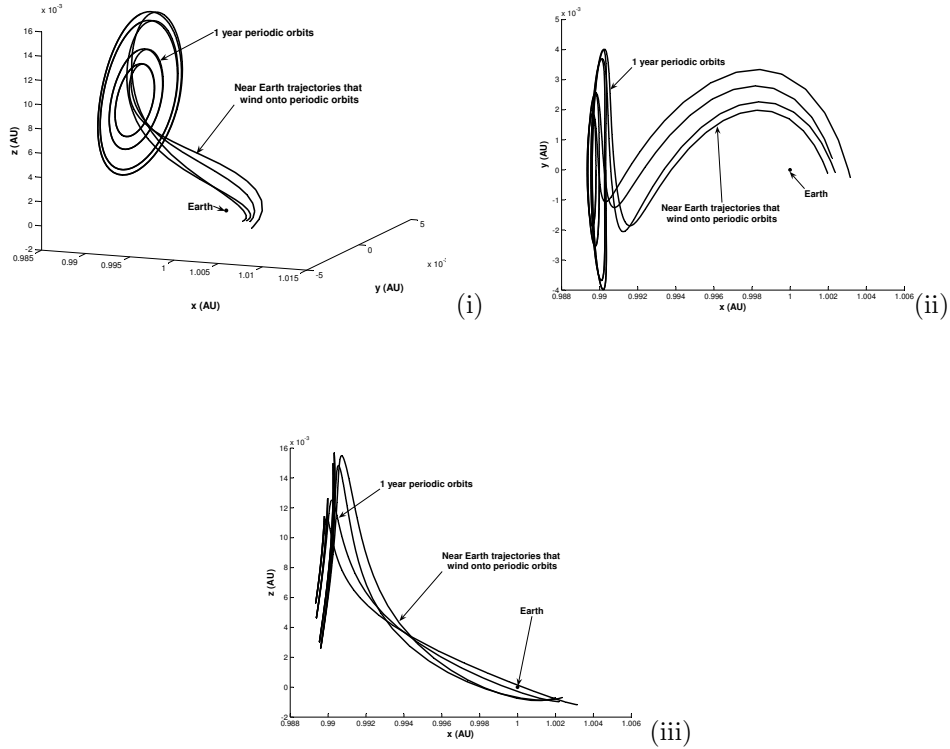 x 10⁻³
16
14
12
10
8
6
4
2
0
-2
z (AU)
0.985
0.99
0.995
1
1.005
1.01
1.015
x (AU)
-5
0
5
y (AU)
1 year periodic orbits
Near Earth trajectories that
wind onto periodic orbits
Earth
(i)
x 10⁻³
5
4
3
2
1
0
-1
-2
-3
-4
y (AU)
0.988 0.99 0.992 0.994 0.996 0.998 1 1.002 1.004 1.006
x (AU)
1 year periodic orbits
Earth
Near Earth trajectories that
wind onto periodic orbits
(ii)
x 10⁻³
16
14
12
10
8
6
4
2
0
-2
z (AU)
0.988 0.99 0.992 0.994 0.996 0.998 1 1.002 1.004 1.006
x (AU)
1 year periodic orbits
Near Earth trajectories that
wind onto periodic orbits
Earth
(iii)